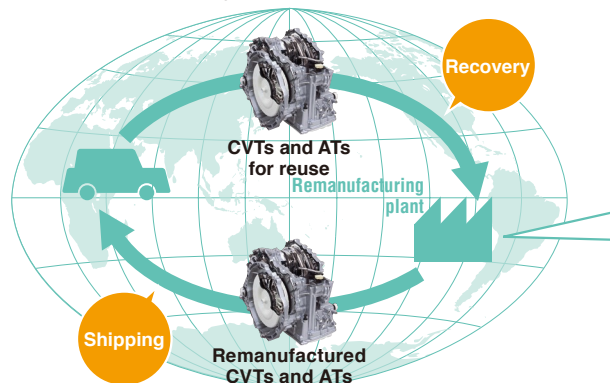 Recovery
CVTs and ATs
for reuse
Remanufacturing
plant
Shipping
Remanufactured
CVTs and ATs